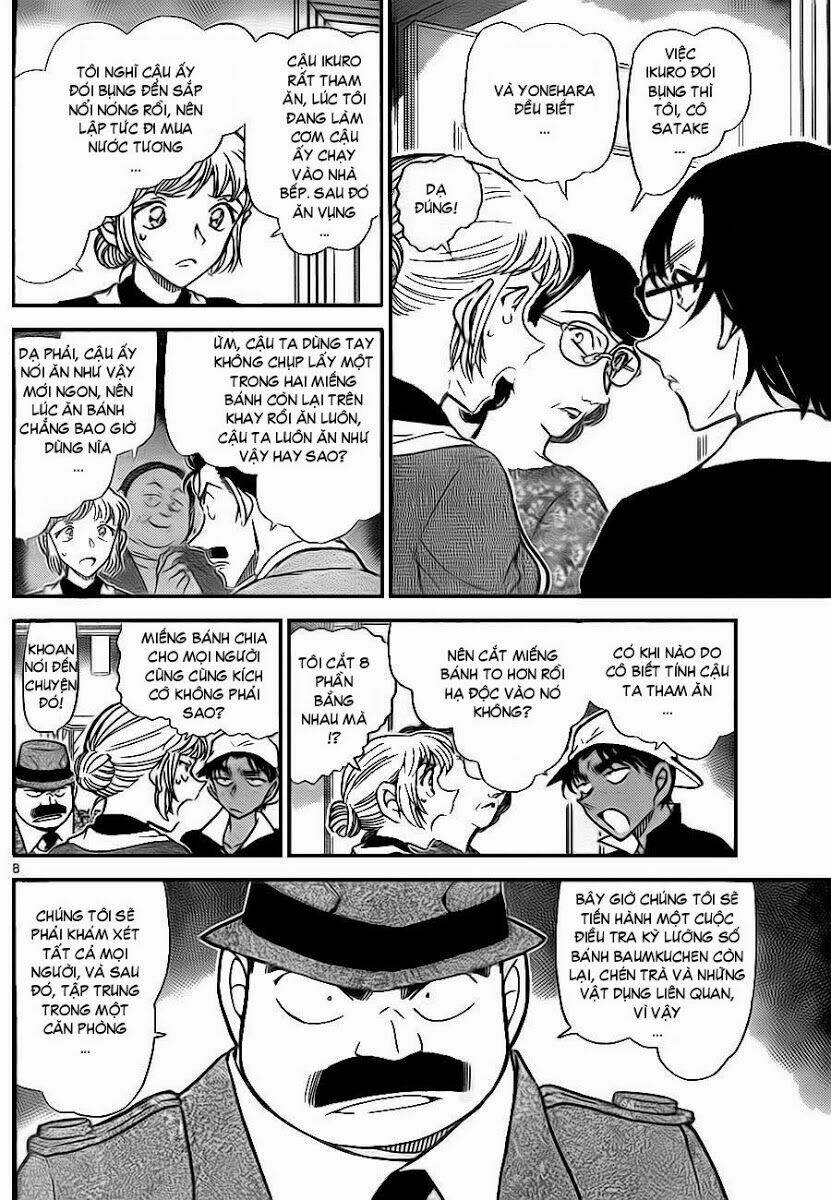 VIỆC
IKURO ĐÓI
BỤNG THÌ
TÔI, CÔ
SATAKE
...
VÀ YONEHARA
ĐỀU BIẾT
...
DẠ
ĐÚNG!
CẬU IKURO
RẤT THAM
ĂN, LÚC TÔI
ĐANG LÀM
CƠM CẬU
ẤY CHẠY
VÀO NHÀ
BẾP. SAU ĐÓ
ĂN VỤNG
...
TÔI NGHĨ CẬU ẤY
ĐÓI BỤNG ĐẾN SẮP
NỔI NÓNG RỒI, NÊN
LẬP TỨC ĐI MUA
NƯỚC TƯƠNG
...
ỪM, CẬU TA DÙNG TAY
KHÔNG CHỤP LẤY MỘT
TRONG HAI MIẾNG
BÁNH CÒN LẠI TRÊN
KHAY RỒI ĂN LUÔN,
CẬU TA LUÔN ĂN NHƯ
VẬY HAY SAO?
DẠ PHẢI, CẬU ẤY
NÓI ĂN NHƯ VẬY
MỚI NGON, NÊN
LÚC ĂN BÁNH
CHẲNG BAO GIỜ
DÙNG NĨA
...
CÓ KHI NÀO DO
CÔ BIẾT TÍNH CẬU
TA THAM ĂN
...
NÊN CẮT MIẾNG
BÁNH TO HƠN RỒI
HẠ ĐỘC VÀO NÓ
KHÔNG?
TÔI CẮT 8
PHẦN
BẰNG
NHAU MÀ
!?
MIẾNG BÁNH CHIA
CHO MỌI NGƯỜI
CŨNG CÙNG KÍCH
CỠ KHÔNG PHẢI
SAO?
KHOAN
NÓI ĐẾN
CHUYỆN
ĐÓ!
8
BÂY GIỜ CHÚNG TÔI SẼ
TIẾN HÀNH MỘT CUỘC
ĐIỀU TRA KỸ LƯỠNG SỐ
BÁNH BAUMKUCHEN CÒN
LẠI, CHÉN TRÀ VÀ NHỮNG
VẬT DỤNG LIÊN QUAN,
VÌ VẬY
...
CHÚNG TÔI SẼ
PHẢI KHÁM XÉT
TẤT CẢ MỌI
NGƯỜI, VÀ SAU
ĐÓ, TẬP TRUNG
TRONG MỘT
CĂN PHÒNG
...